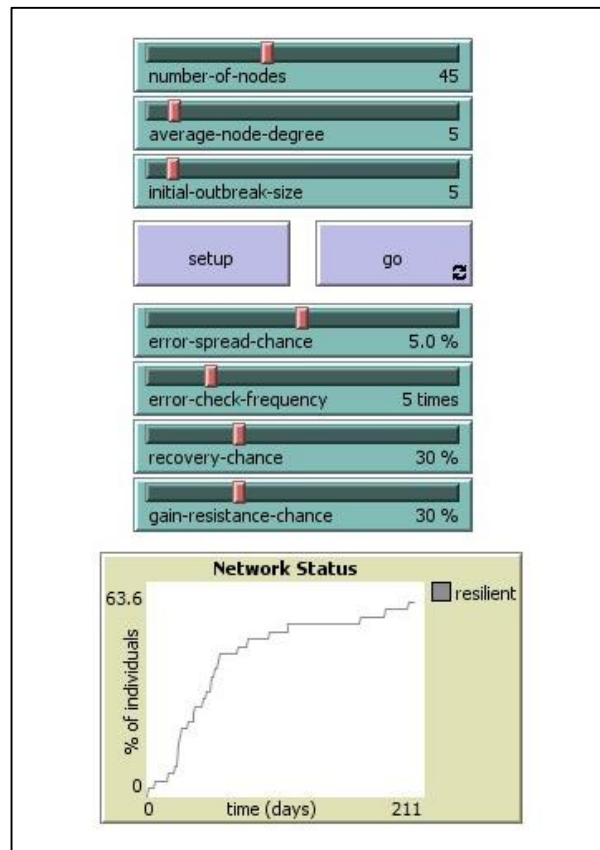 number-of-nodes 45
average-node-degree 5
initial-outbreak-size 5
setup go
error-spread-chance 5.0 %
error-check-frequency 5 times
recovery-chance 30 %
gain-resistance-chance 30 %
Network Status
63.6
resilient
% of individuals
0
0 time (days) 211